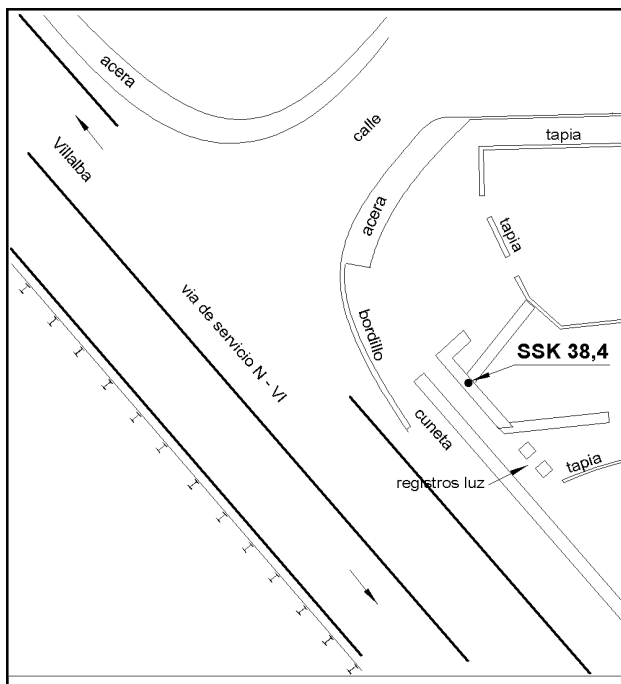 acera
calle
tapia
Villalba
acera
tapia
via de servicio N - VI
bordillo
SSK 38,4
cuneta
registros luz
tapia